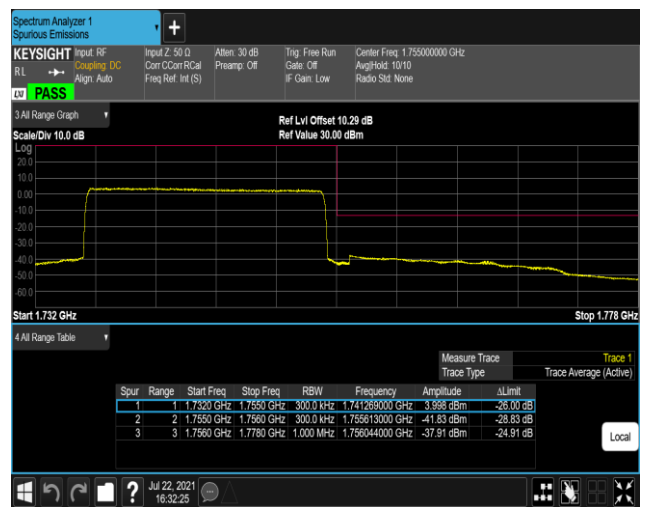 Spectrum Analyzer 1
Spurious Emissions
+
KEYSIGHT Input: RF Input Z: 50 Ω Atten: 30 dB Trig: Free Run Center Freq: 1.755000000 GHz
R L Coupling: DC Corr CCorr RCal Preamp: Off Gate: Off Avg|Hold: 10/10
Align: Auto Freq Ref: Int (S) IF Gain: Low Radio Std: None
LXI PASS
3 All Range Graph
Ref Lvl Offset 10.29 dB
Scale/Div 10.0 dB Ref Value 30.00 dBm
Log
20.0
10.0
0.00
-10.0
-20.0
-30.0
-40.0
-50.0
-60.0
Start 1.732 GHz Stop 1.778 GHz
4 All Range Table
Measure Trace Trace 1
Trace Type Trace Average (Active)
Spur Range Start Freq Stop Freq RBW Frequency Amplitude ΔLimit
1 1 1.7320 GHz 1.7550 GHz 300.0 kHz 1.741269000 GHz 3.998 dBm -26.00 dB
2 2 1.7550 GHz 1.7560 GHz 300.0 kHz 1.755613000 GHz -41.83 dBm -28.83 dB
3 3 1.7560 GHz 1.7780 GHz 1.000 MHz 1.756044000 GHz -37.91 dBm -24.91 dB
Local
? Jul 22, 2021
16:32:25